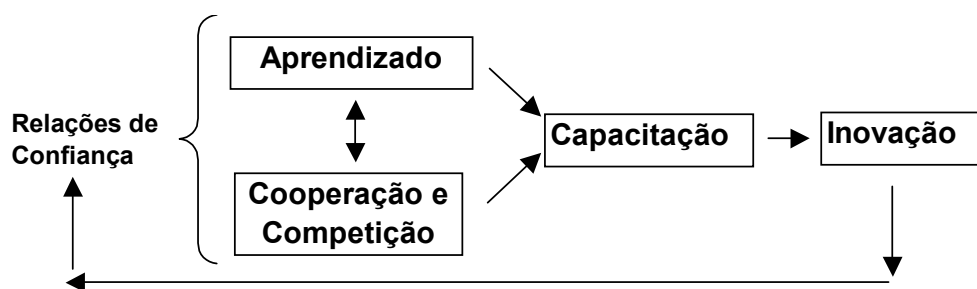 Relações de
Confiança
Aprendizado
Cooperação e
Competição
Capacitação
Inovação